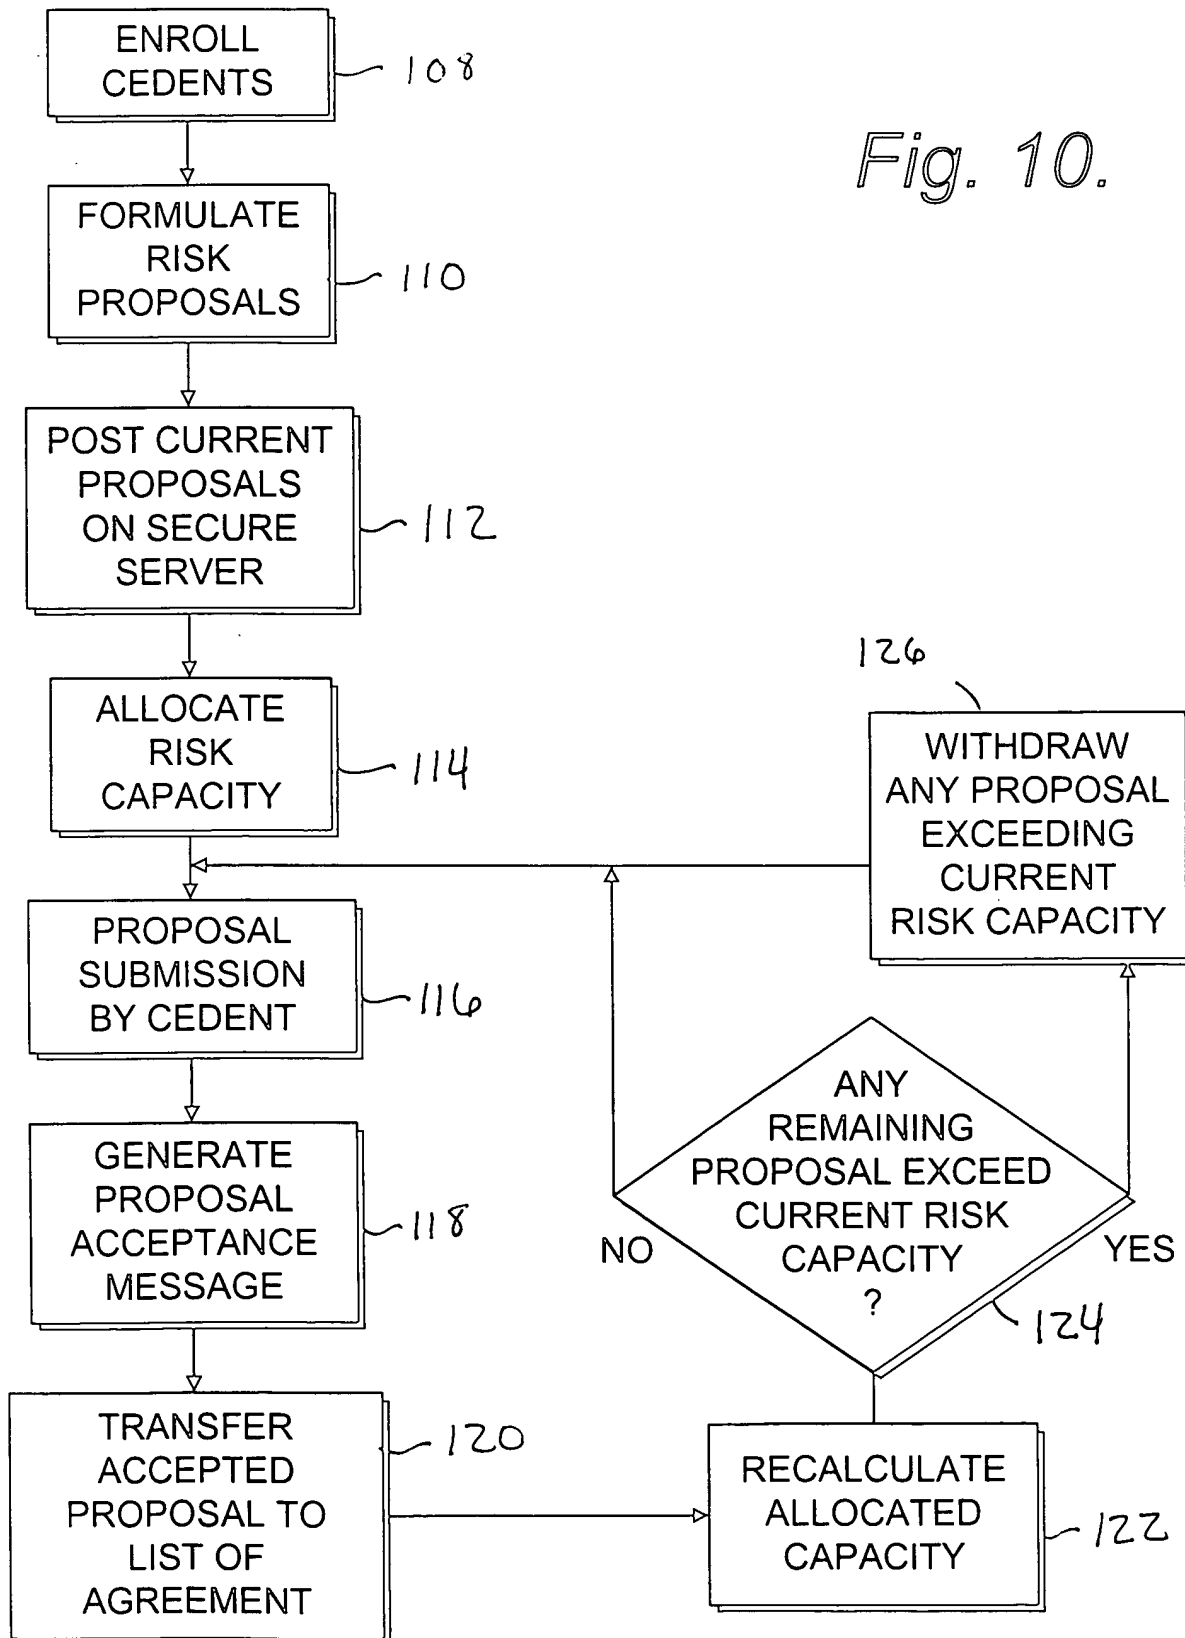 ENROLL
CEDENTS
108
Fig. 10.
FORMULATE
RISK
PROPOSALS
110
POST CURRENT
PROPOSALS
ON SECURE
SERVER
112
ALLOCATE
RISK
CAPACITY
114
126
WITHDRAW
ANY PROPOSAL
EXCEEDING
CURRENT
RISK CAPACITY
PROPOSAL
SUBMISSION
BY CEDENT
116
GENERATE
PROPOSAL
ACCEPTANCE
MESSAGE
118
ANY
REMAINING
PROPOSAL EXCEED
CURRENT RISK
CAPACITY
?
NO
YES
124
TRANSFER
ACCEPTED
PROPOSAL TO
LIST OF
AGREEMENT
120
RECALCULATE
ALLOCATED
CAPACITY
122